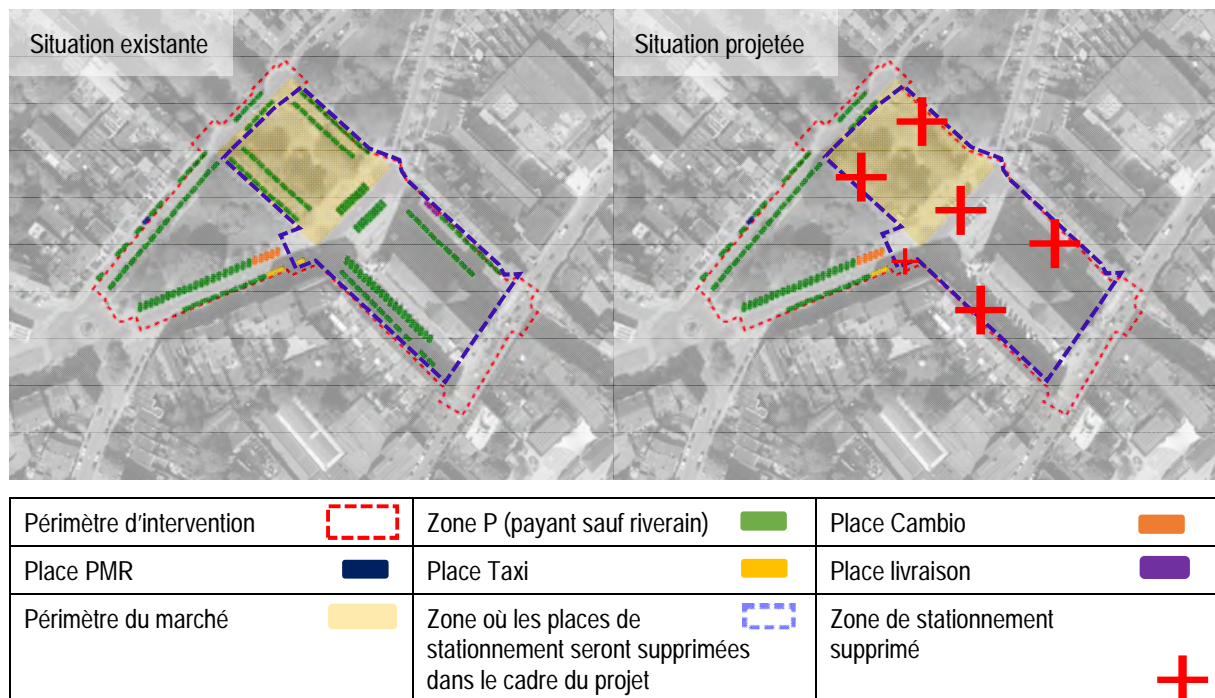 Situation existante
Situation projetée
Périmètre d'intervention
Zone P (payant sauf riverain)
Place Cambio
Place PMR
Place Taxi
Place livraison
Périmètre du marché
Zone où les places de
stationnement seront supprimées
dans le cadre du projet
Zone de stationnement
supprimé